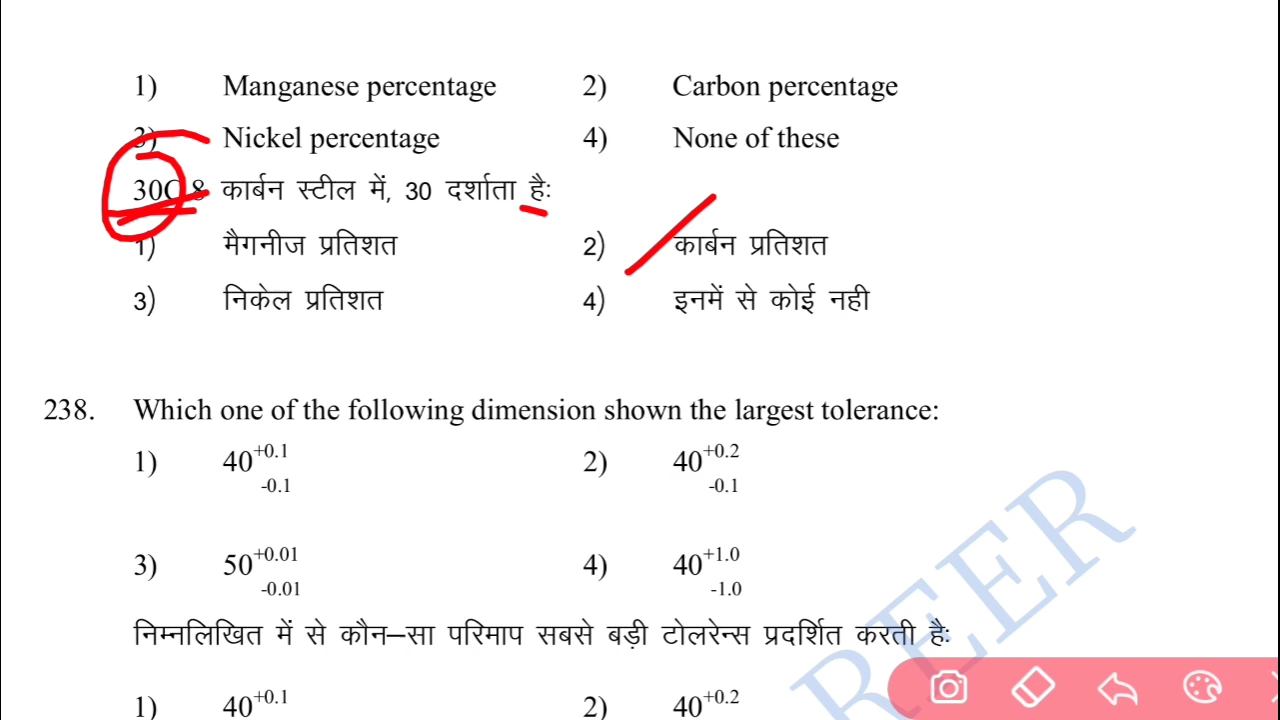 1) Manganese percentage 2) Carbon percentage
3) Nickel percentage 4) None of these
30C 8 कार्बन स्टील में, 30 दर्शाता हैः
1) मैगनीज प्रतिशत 2) कार्बन प्रतिशत
3) निकेल प्रतिशत 4) इनमें से कोई नही
238. Which one of the following dimension shown the largest tolerance:
1) 40+0.1 2) 40+0.2
-0.1 -0.1
3) 50+0.01 4) 40+1.0
-0.01 -1.0
निम्नलिखित में से कौन–सा परिमाप सबसे बड़ी टोलरेन्स प्रदर्शित करती हैः
1) 40+0.1 2) 40+0.2
REER